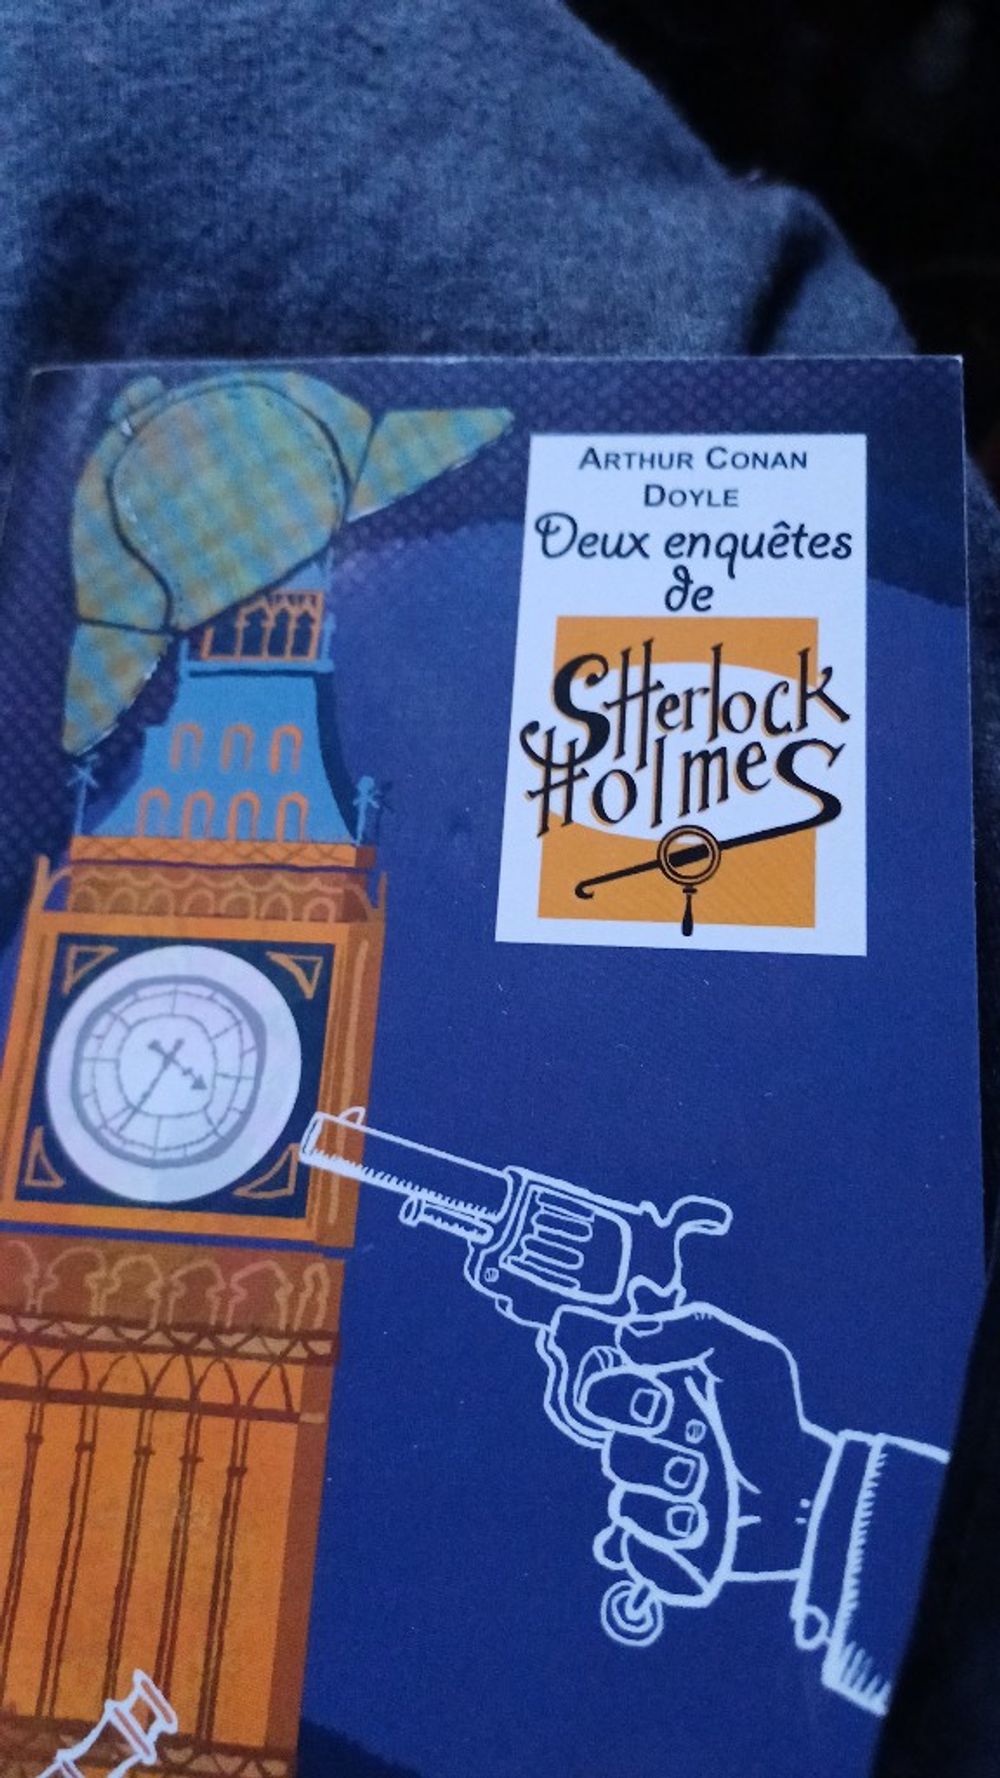 ARTHUR CONAN
DOYLE
Deux enquêtes
de
SHerlock
HolmeS